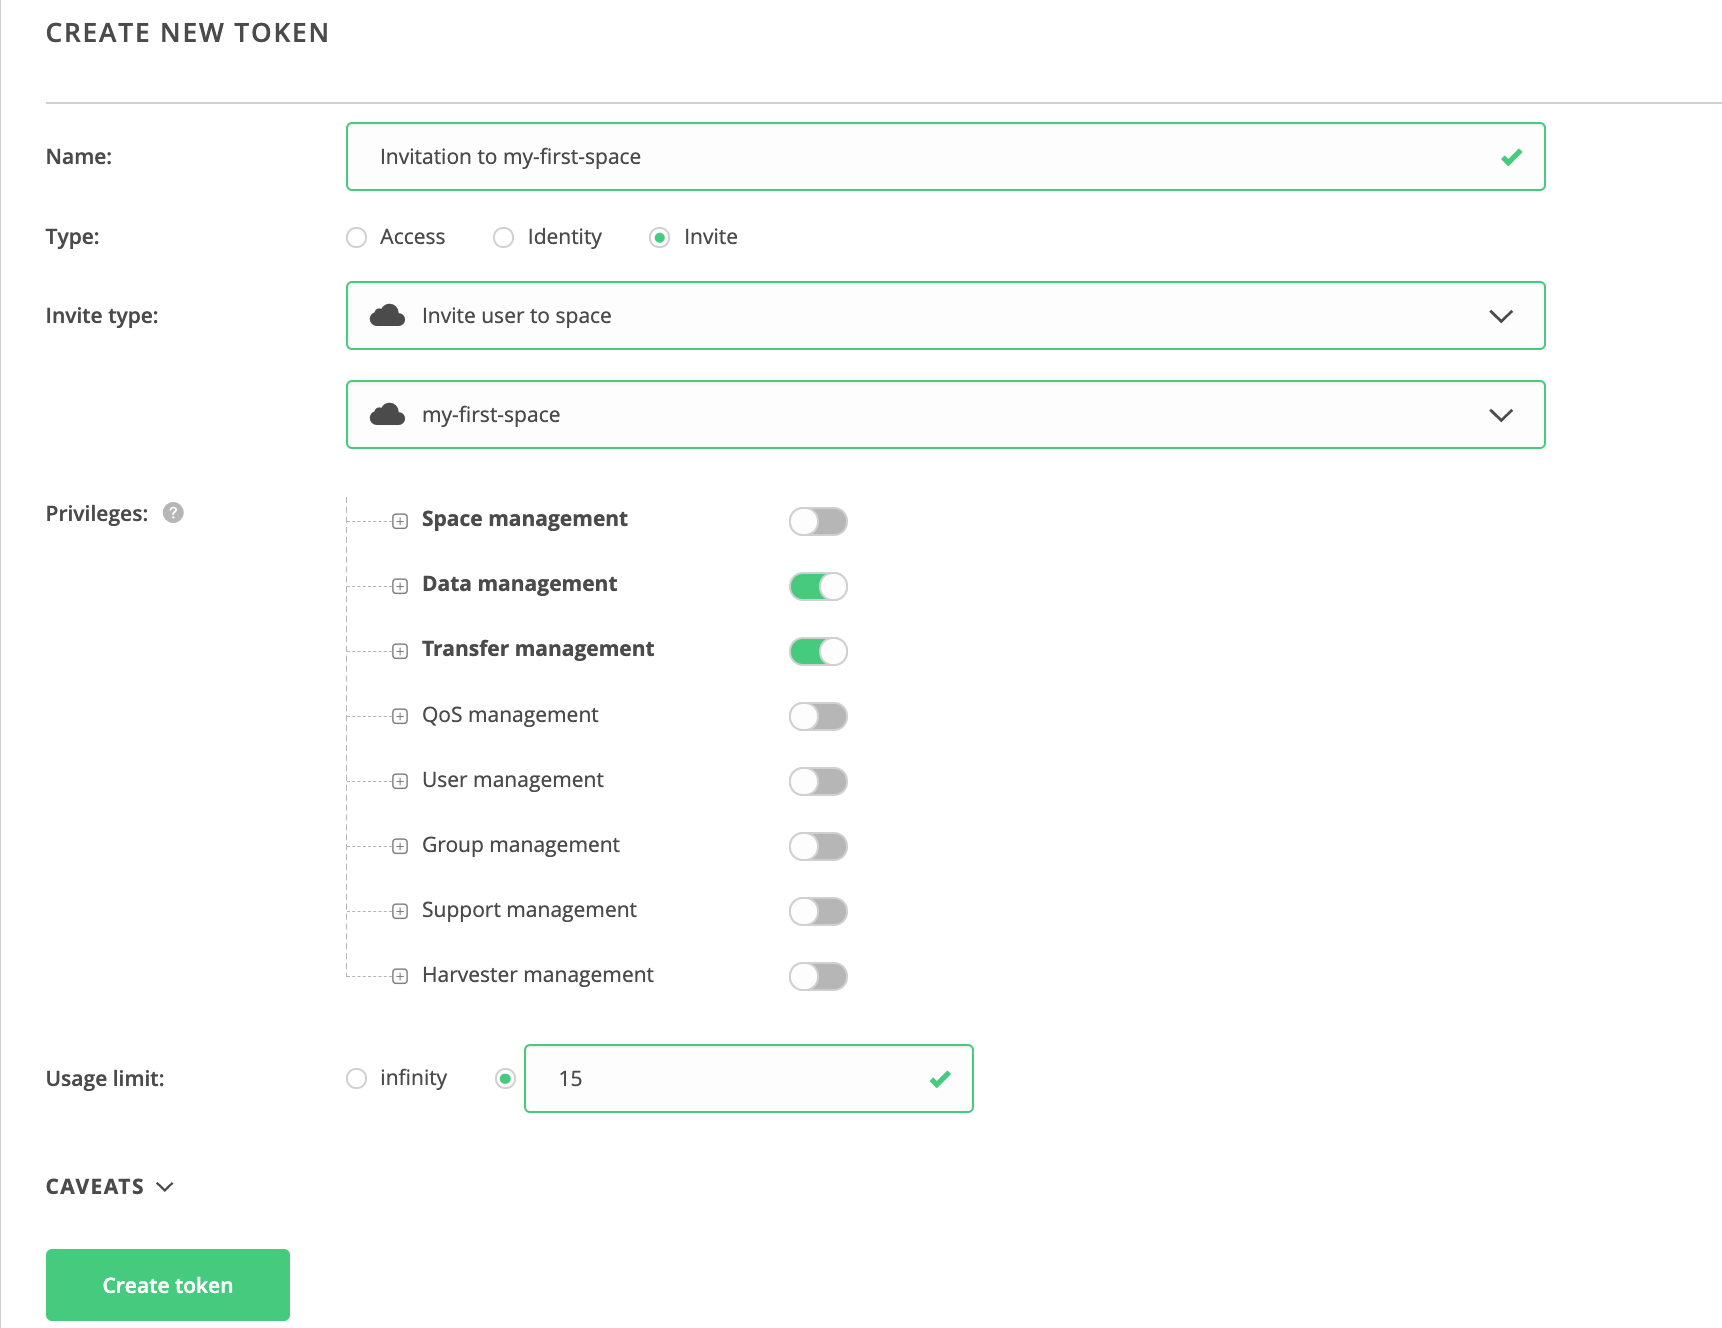 CREATE NEW TOKEN
Name:
Invitation to my-first-space
Type:
Access
Identity
Invite
Invite type:
Invite user to space
my-first-space
Privileges: ?
Space management
Data management
Transfer management
QoS management
User management
Group management
Support management
Harvester management
Usage limit:
infinity
15
CAVEATS
Create token